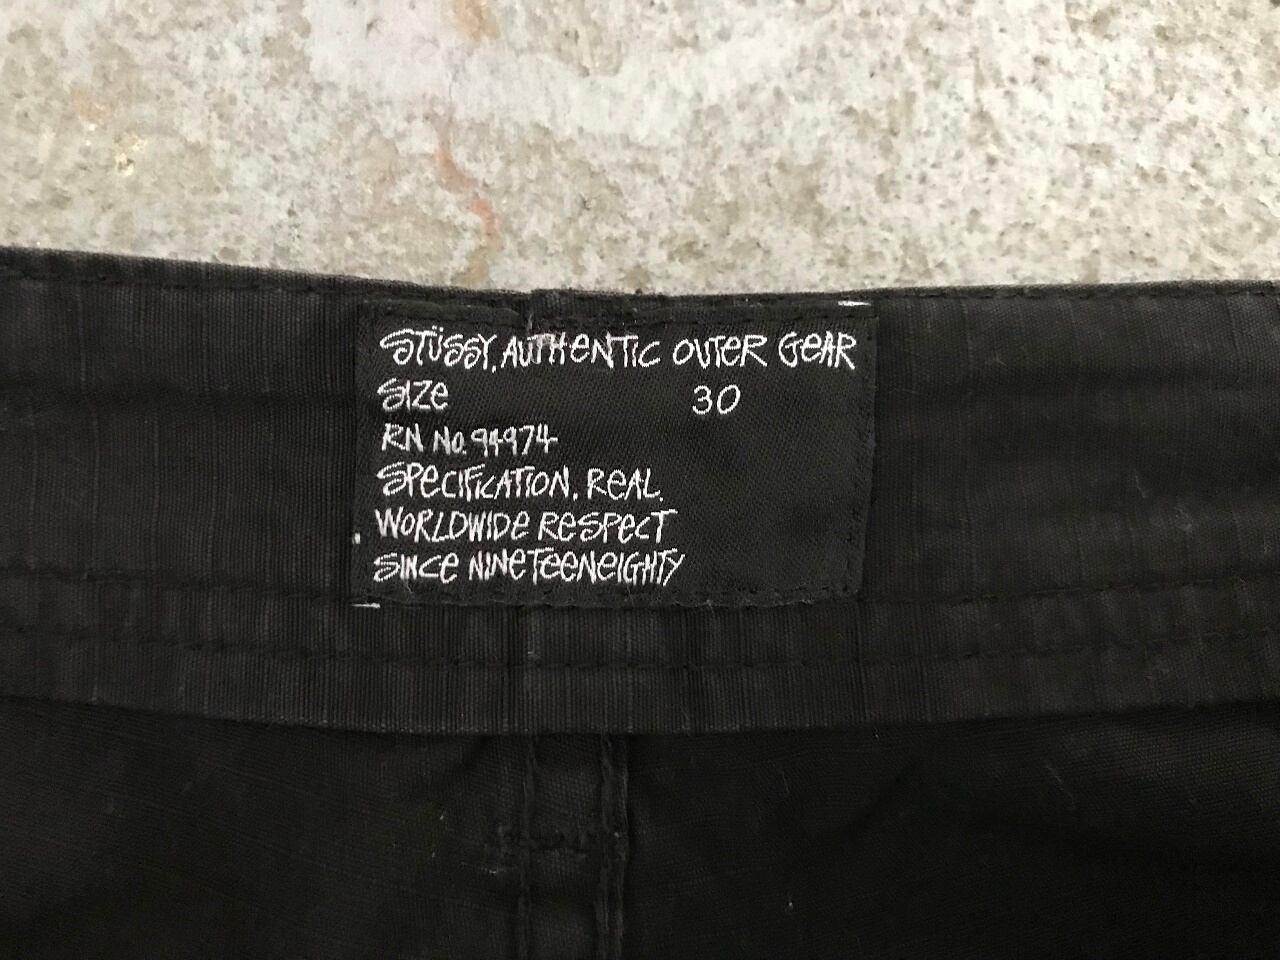 STÜSSY. AUTHENTIC OUTER GEAR
SIZE 30
RN No. 94974
SPECIFICATION. REAL.
WORLDWIDE RESPECT
SINCE NINETEENEIGHTY